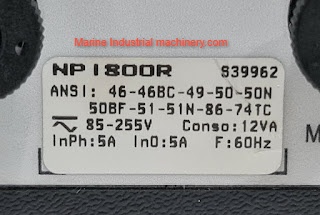 Marine Industrial machinery.com
NP1800R 839962
ANSI: 46-46BC-49-50-50N
50BF-51-51N-86-74TC
85-255V Conso:12VA
InPh:5A In0:5A F:60Hz
M